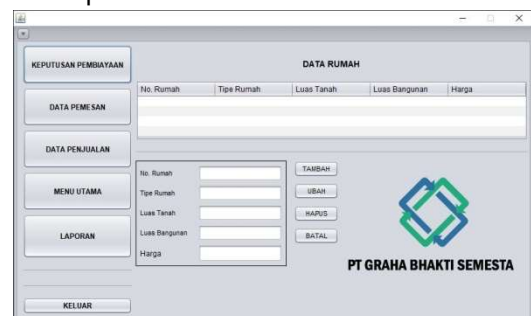 KEPUTUSAN PEMBIAYAAN
DATA PEMESAN
DATA PENJUALAN
MENU UTAMA
LAPORAN
KELUAR
DATA RUMAH
No. Rumah Tipe Rumah Luas Tanah Luas Bangunan Harga
No. Rumah
Tipe Rumah
Luas Tanah
Luas Bangunan
Harga
TAMBAH
UBAH
HAPUS
BATAL
PT GRAHA BHAKTI SEMESTA